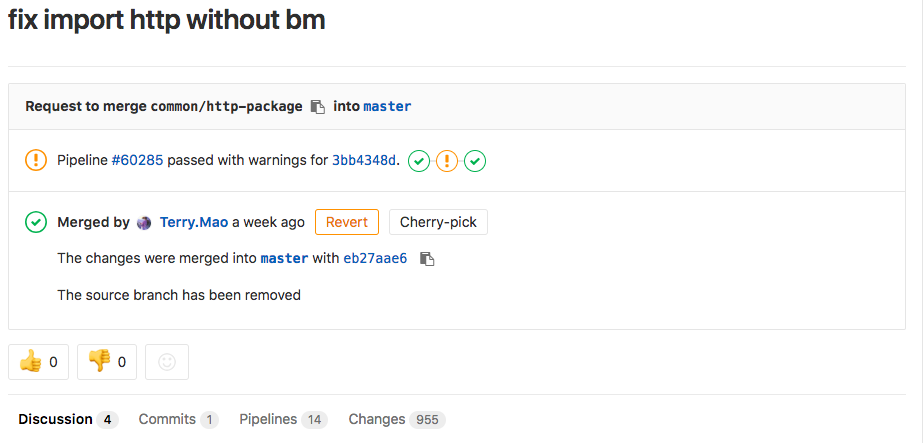 fix import http without bm
Request to merge common/http-package into master
Pipeline #60285 passed with warnings for 3bb4348d.
Merged by Terry.Mao a week ago Revert Cherry-pick
The changes were merged into master with eb27aae6
The source branch has been removed
0 0
Discussion 4 Commits 1 Pipelines 14 Changes 955